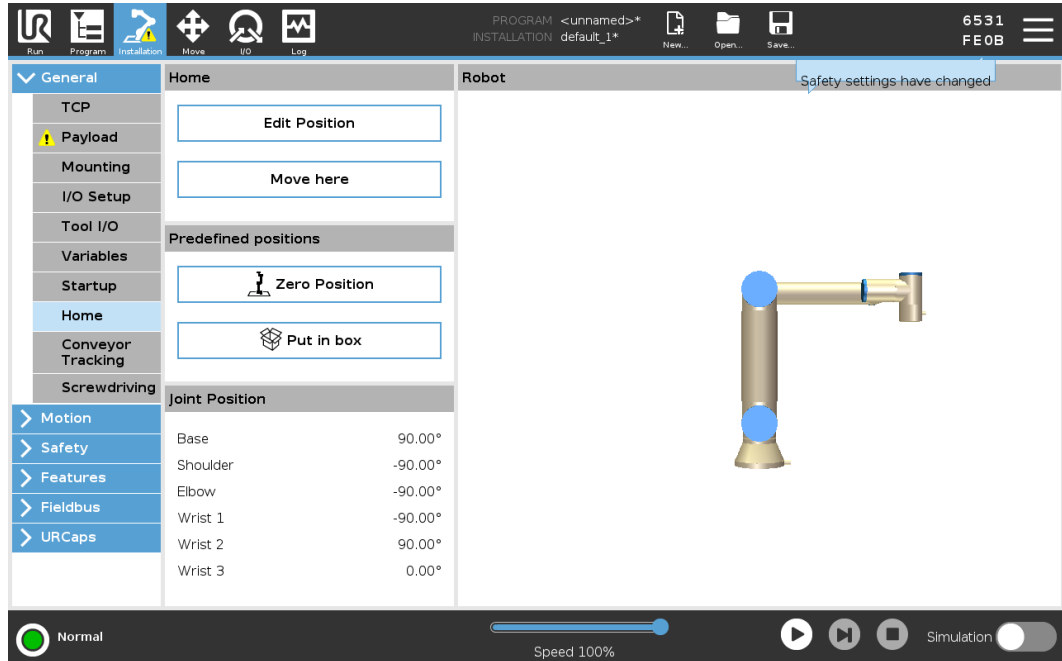 UR
PROGRAM <unnamed>*
INSTALLATION default_1*
6531
FE0B
Run
Program
Installation
Move
I/O
Log
New...
Open...
Save...
General
TCP
Payload
Mounting
I/O Setup
Tool I/O
Variables
Startup
Home
Conveyor
Tracking
Screwdriving
Motion
Safety
Features
Fieldbus
URCaps
Home
Edit Position
Move here
Predefined positions
Zero Position
Put in box
Joint Position
Base 90.00°
Shoulder -90.00°
Elbow -90.00°
Wrist 1 -90.00°
Wrist 2 90.00°
Wrist 3 0.00°
Robot
Safety settings have changed
Normal
Speed 100%
Simulation